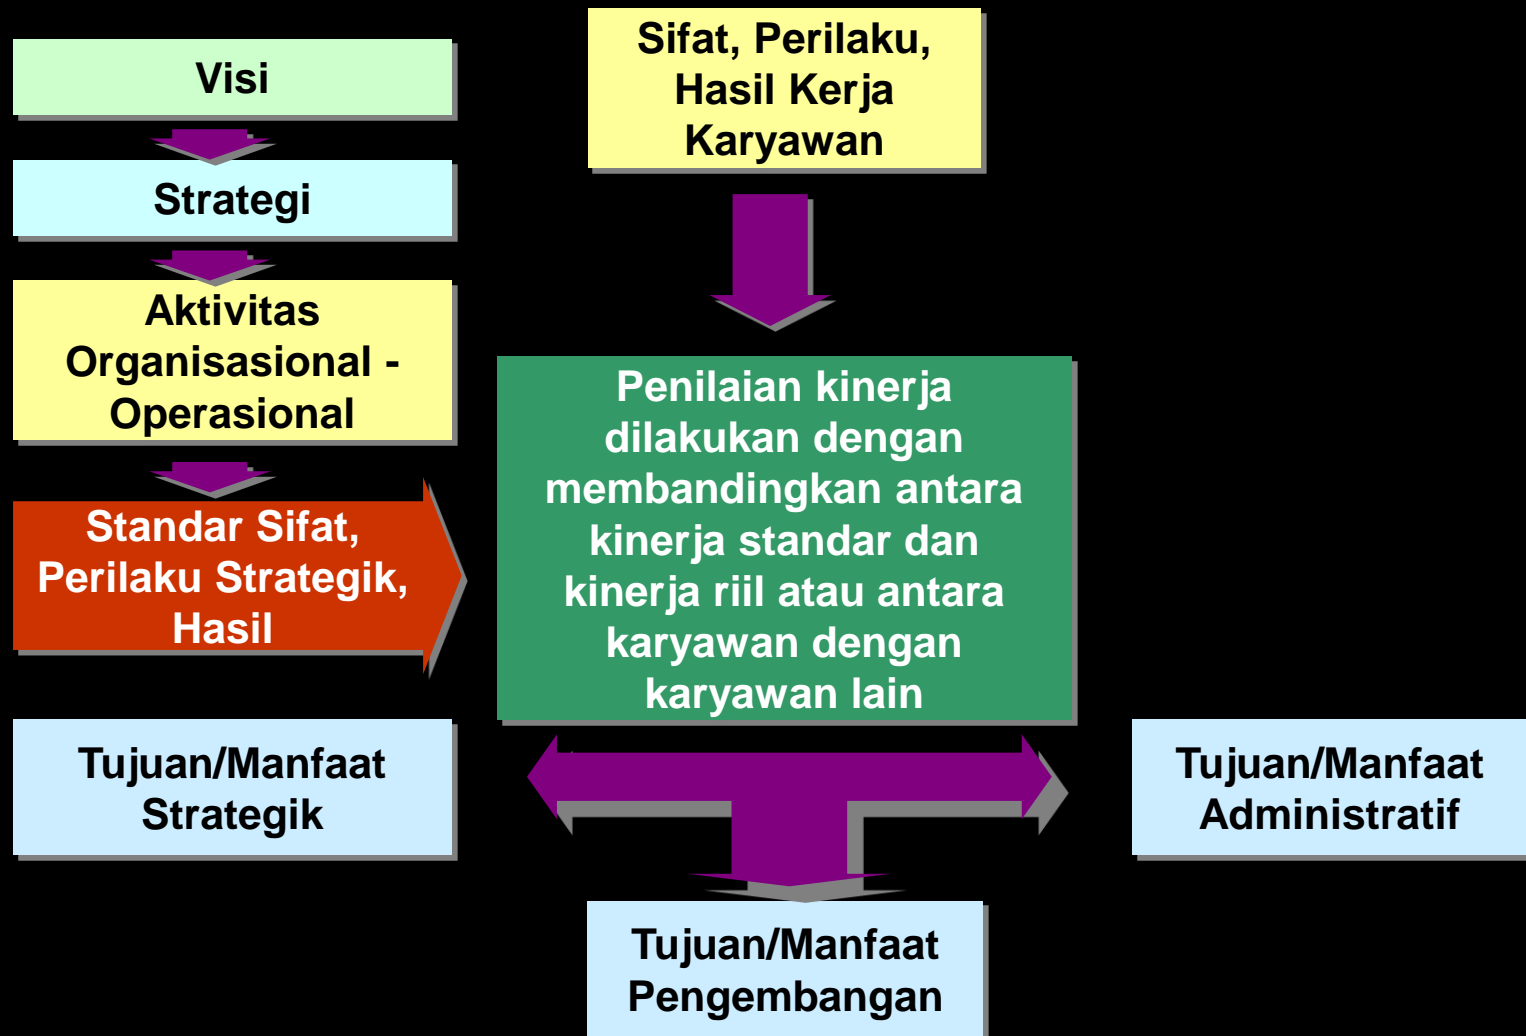 Visi
Strategi
Aktivitas
Organisasional -
Operasional
Standar Sifat,
Perilaku Strategik,
Hasil
Sifat, Perilaku,
Hasil Kerja
Karyawan
Penilaian kinerja
dilakukan dengan
membandingkan antara
kinerja standar dan
kinerja riil atau antara
karyawan dengan
karyawan lain
Tujuan/Manfaat
Strategik
Tujuan/Manfaat
Pengembangan
Tujuan/Manfaat
Administratif